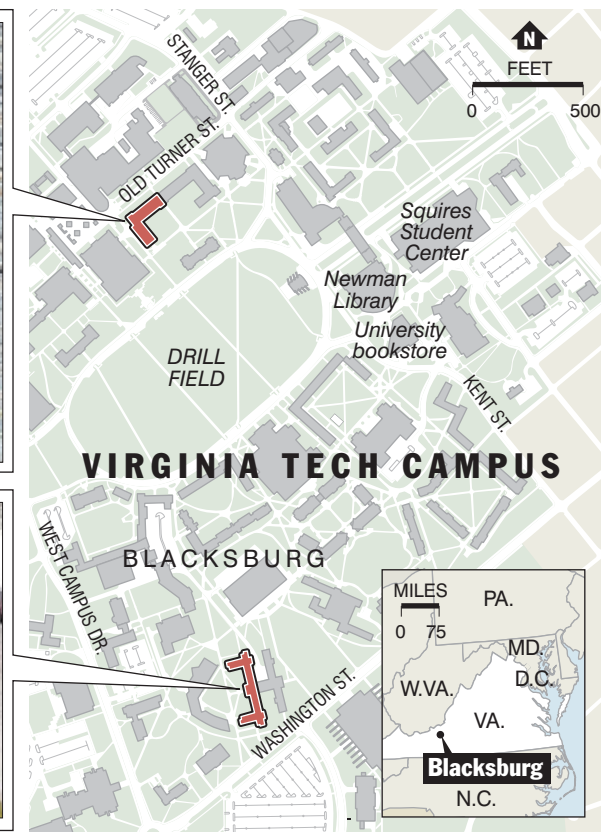 N
FEET
0 500
STANGER ST.
OLD TURNER ST.
Squires
Student
Center
Newman
Library
University
bookstore
DRILL
FIELD
KENT ST.
VIRGINIA TECH CAMPUS
WEST CAMPUS DR.
BLACKSBURG
WASHINGTON ST.
MILES
0 75
PA.
MD.
D.C.
W.VA.
VA.
Blacksburg
N.C.